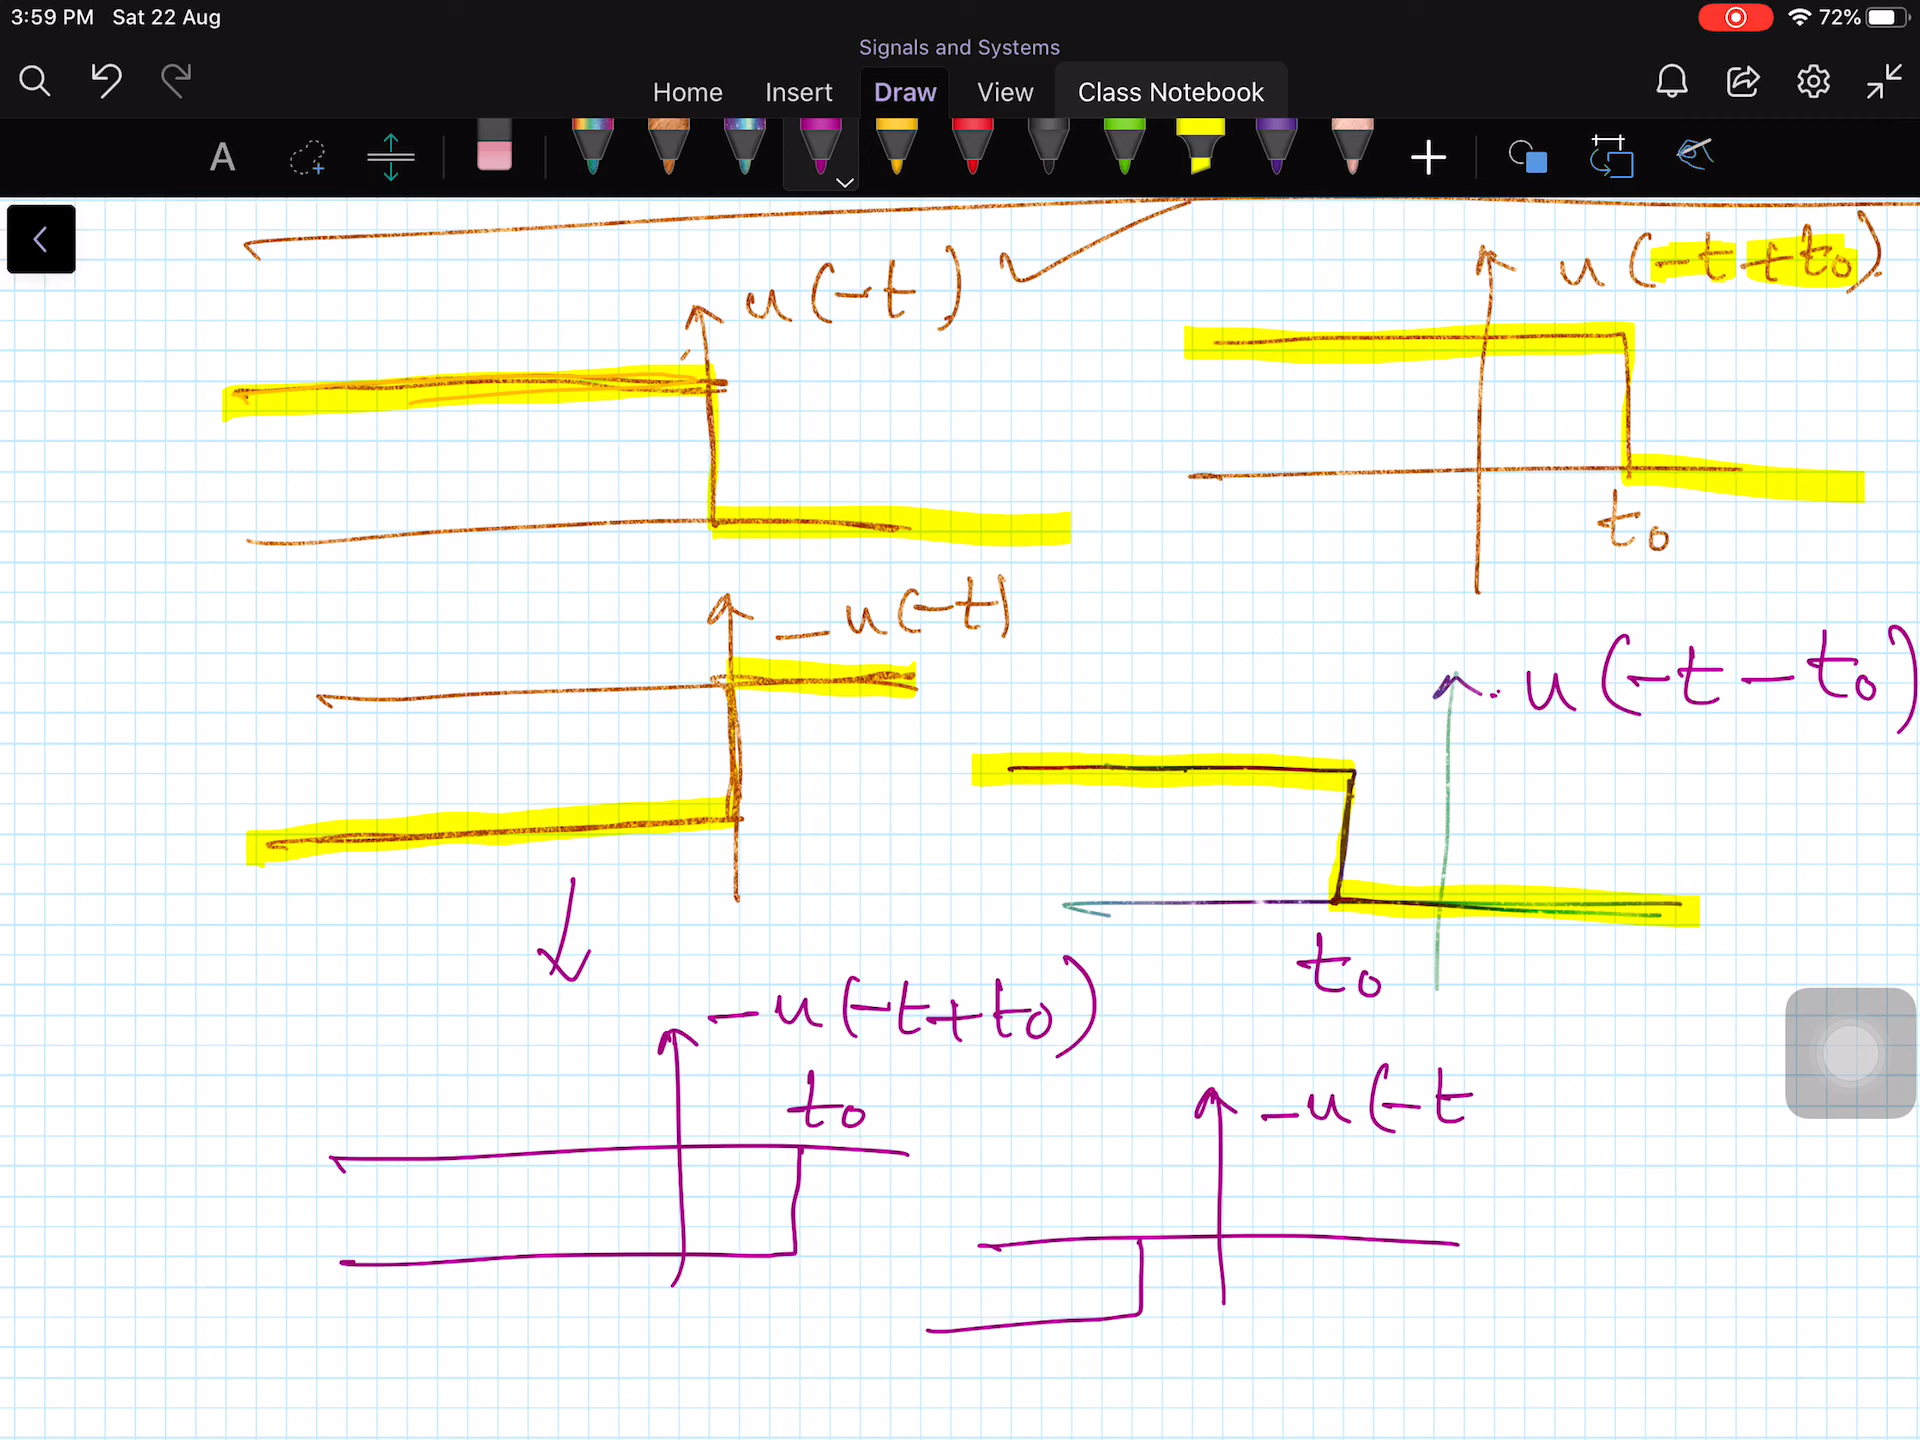 3:59 PM Sat 22 Aug
72%
Signals and Systems
Home Insert Draw View Class Notebook
A
u(-t)
u(-t+t0)
t0
-u(-t)
u(-t-t0)
t0
-u(-t+t0)
t0
-u(-t